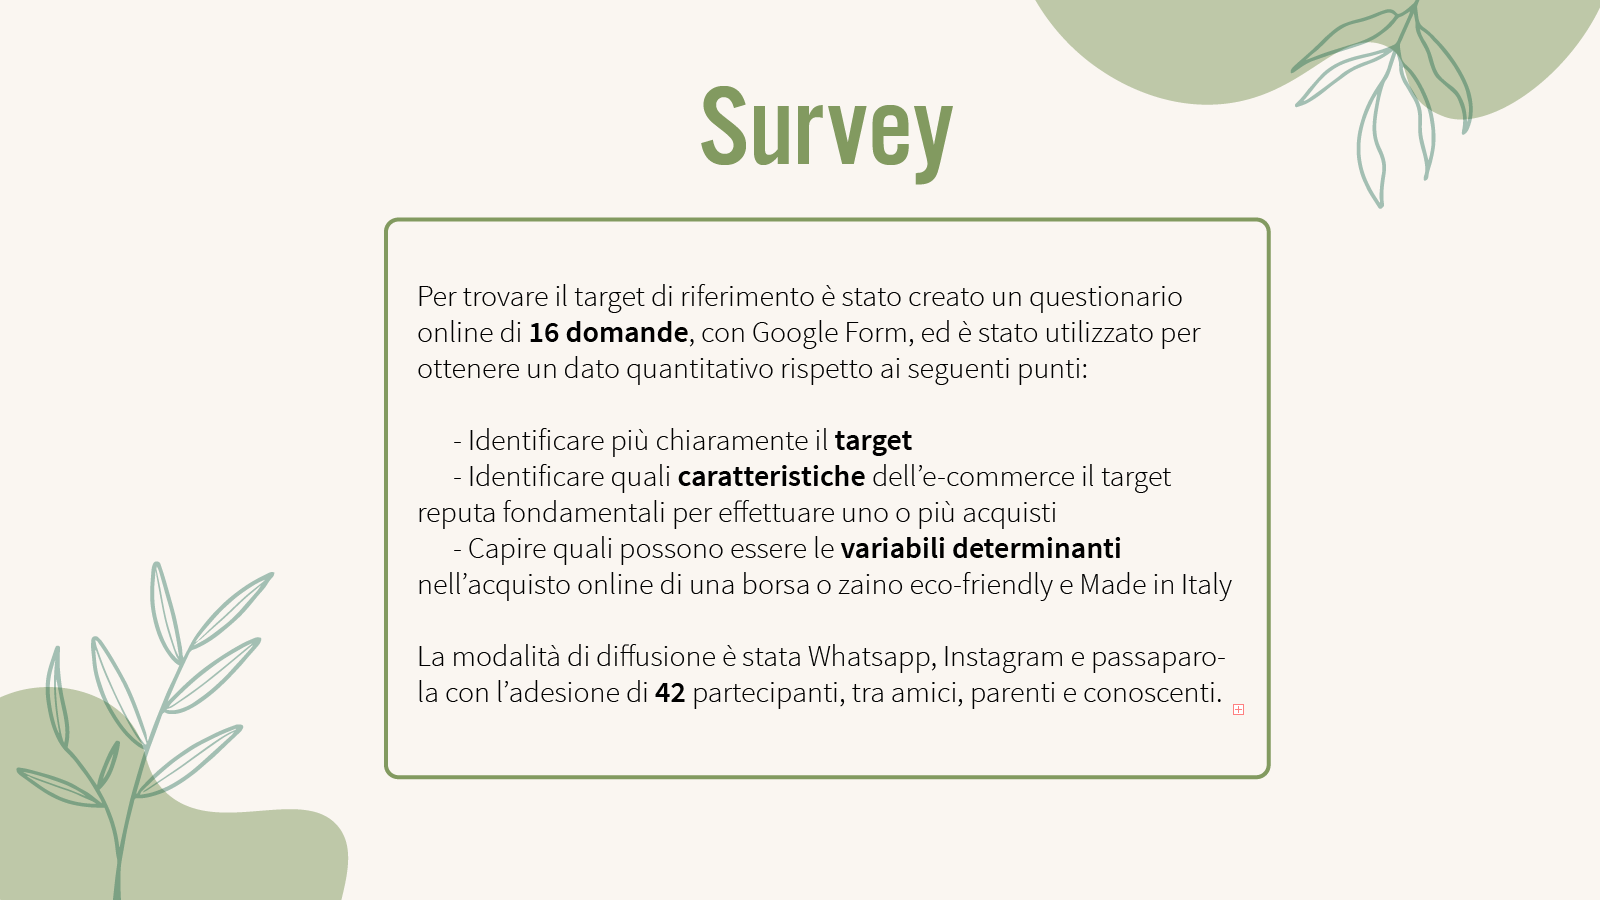 Survey
Per trovare il target di riferimento è stato creato un questionario
online di 16 domande, con Google Form, ed è stato utilizzato per
ottenere un dato quantitativo rispetto ai seguenti punti:
- Identificare più chiaramente il target
- Identificare quali caratteristiche dell’e-commerce il target
reputa fondamentali per effettuare uno o più acquisti
- Capire quali possono essere le variabili determinanti
nell’acquisto online di una borsa o zaino eco-friendly e Made in Italy
La modalità di diffusione è stata Whatsapp, Instagram e passaparo-
la con l’adesione di 42 partecipanti, tra amici, parenti e conoscenti.